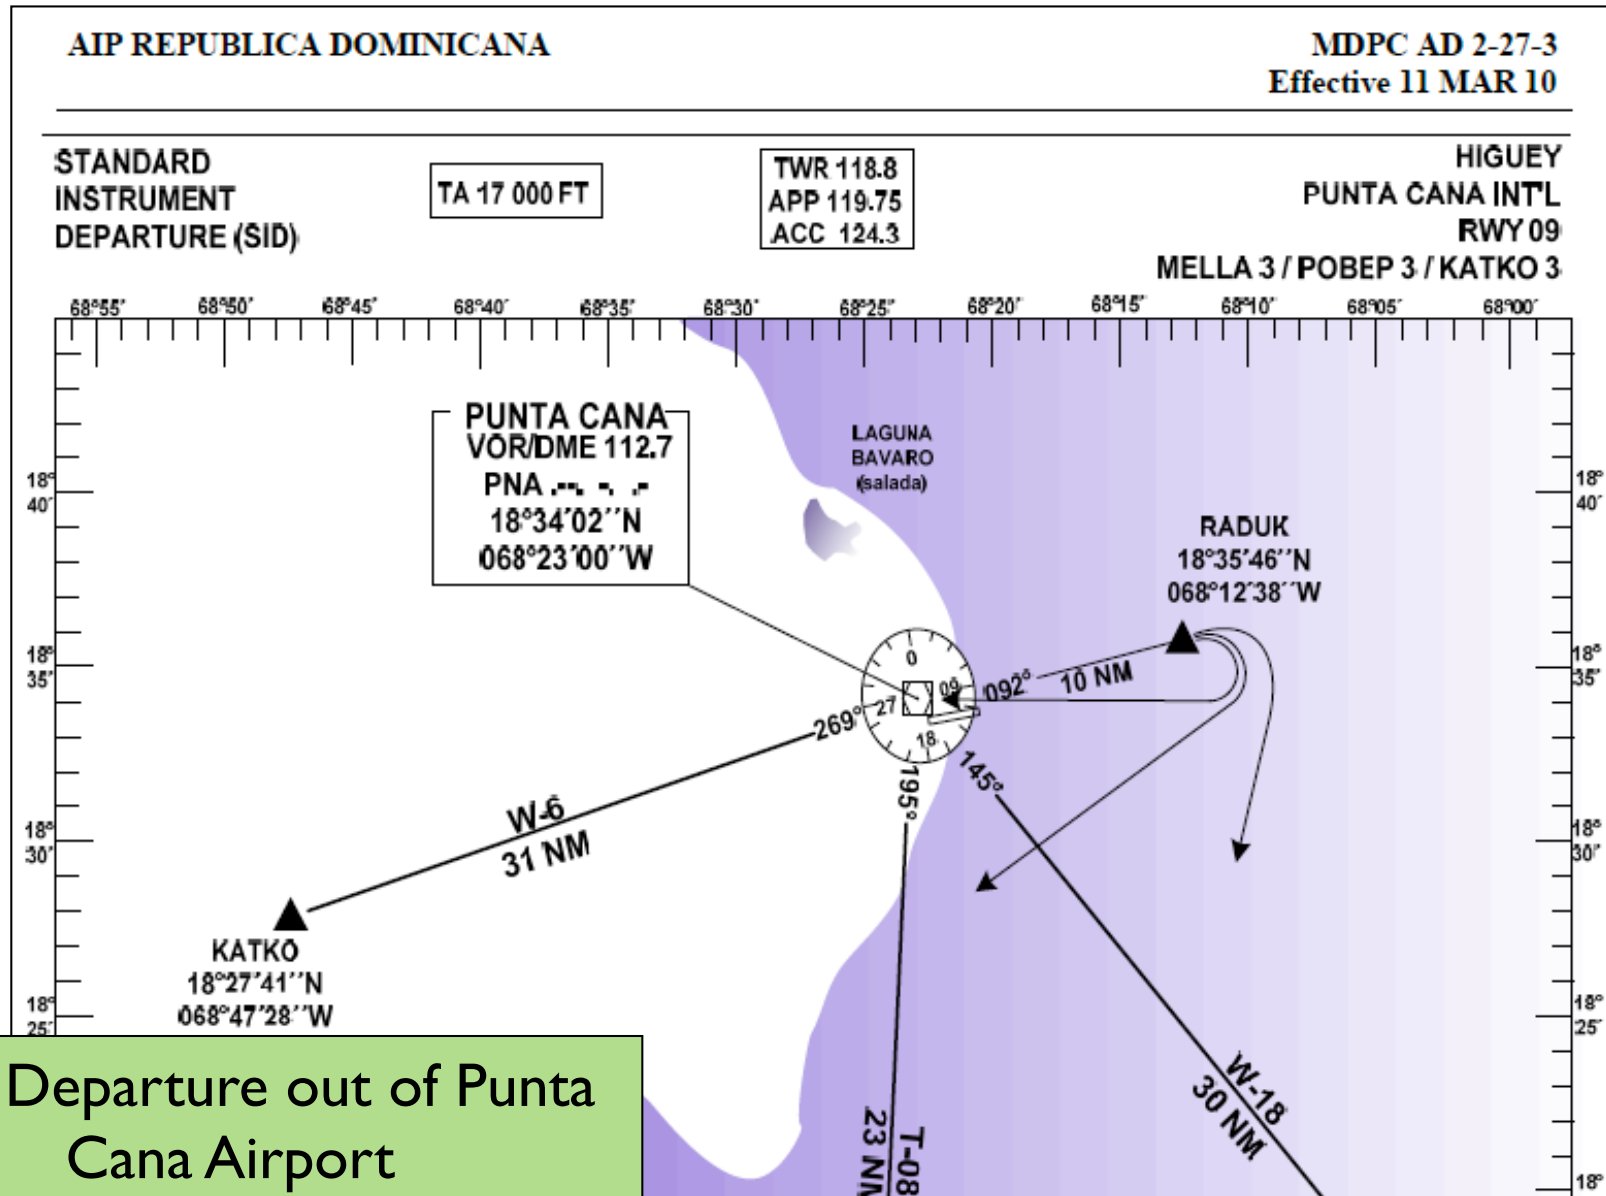 AIP REPUBLICA DOMINICANA
MDPC AD 2-27-3
Effective 11 MAR 10
STANDARD
INSTRUMENT
DEPARTURE (SID)
TA 17 000 FT
TWR 118.8
APP 119.75
ACC 124.3
HIGUEY
PUNTA CANA INT'L
RWY 09
MELLA 3 / POBEP 3 / KATKO 3
68°55´ 68°50´ 68°45´ 68°40´ 68°35´ 68°30´ 68°25´ 68°20´ 68°15´ 68°10´ 68°05´ 68°00´
PUNTA CANA
VOR/DME 112.7
PNA .--. -. .-
18°34´02´´N
068°23´00´´W
LAGUNA
BAVARO
(salada)
18°
40´
18°
40´
RADUK
18°35´46´´N
068°12´38´´W
18°
35´
18°
35´
0
09
18
27
092°
10 NM
269°
195°
145°
W-6
31 NM
18°
30´
18°
30´
KATKO
18°27´41´´N
068°47´28´´W
18°
25´
18°
25´
W-18
30 NM
T-08
23 NM
18°
Departure out of Punta
Cana Airport